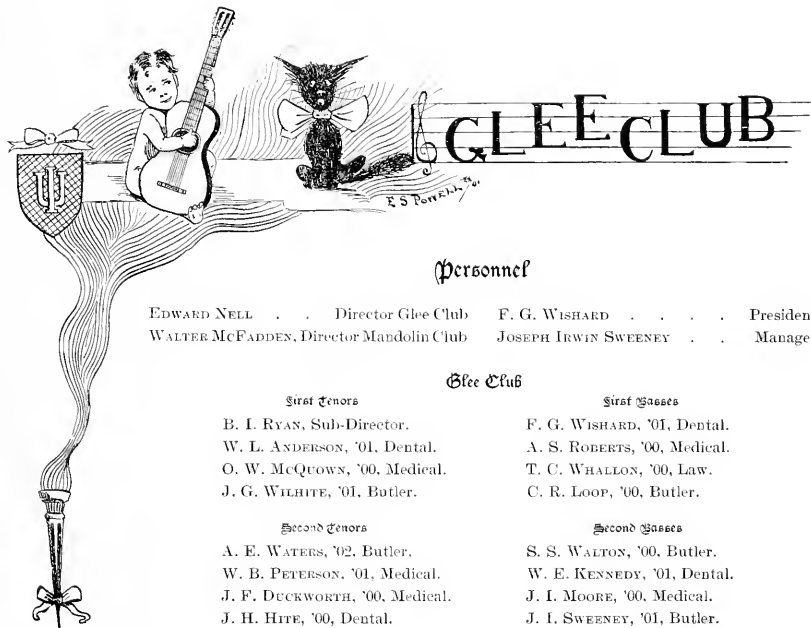 GLEE CLUB
UI
E S POWELL
Personnel
EDWARD NELL . . Director Glee Club
WALTER MCFADDEN, Director Mandolin Club
F. G. WISHARD . . . . Presiden
JOSEPH IRWIN SWEENEY . . Manage
Glee Club
First Tenors
B. I. RYAN, Sub-Director.
W. L. ANDERSON, '01, Dental.
O. W. MCQUOWN, '00, Medical.
J. G. WILHITE, '01, Butler.
First Basses
F. G. WISHARD, '01, Dental.
A. S. ROBERTS, '00, Medical.
T. C. WHALLON, '00, Law.
C. R. LOOP, '00, Butler.
Second Tenors
A. E. WATERS, '02, Butler.
W. B. PETERSON, '01, Medical.
J. F. DUCKWORTH, '00, Medical.
J. H. HITE, '00, Dental.
Second Basses
S. S. WALTON, '00, Butler.
W. E. KENNEDY, '01, Dental.
J. I. MOORE, '00, Medical.
J. I. SWEENEY, '01, Butler.